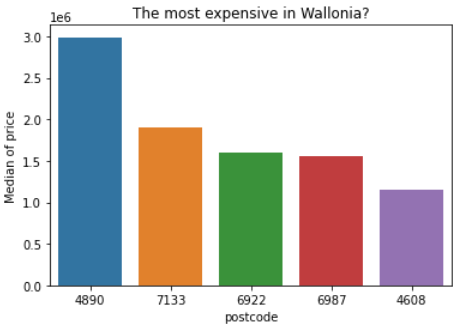 The most expensive in Wallonia?
1e6
3.0
2.5
2.0
1.5
1.0
0.5
0.0
Median of price
4890 7133 6922 6987 4608
postcode